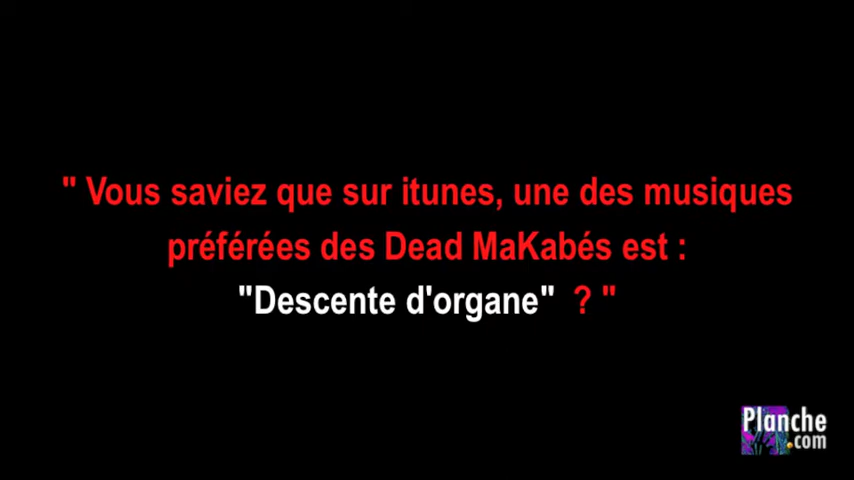 " Vous saviez que sur itunes, une des musiques
préférées des Dead MaKabés est :
"Descente d'organe" ? "
Planche
.com